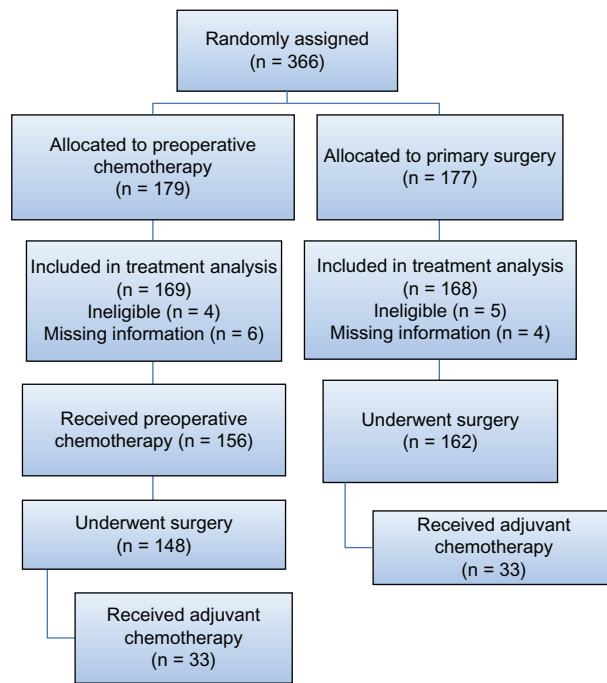 Randomly assigned
(n = 366)
Allocated to preoperative
chemotherapy
(n = 179)
Allocated to primary surgery
(n = 177)
Included in treatment analysis
(n = 169)
Ineligible (n = 4)
Missing information (n = 6)
Included in treatment analysis
(n = 168)
Ineligible (n = 5)
Missing information (n = 4)
Received preoperative
chemotherapy (n = 156)
Underwent surgery
(n = 162)
Underwent surgery
(n = 148)
Received adjuvant
chemotherapy
(n = 33)
Received adjuvant
chemotherapy
(n = 33)